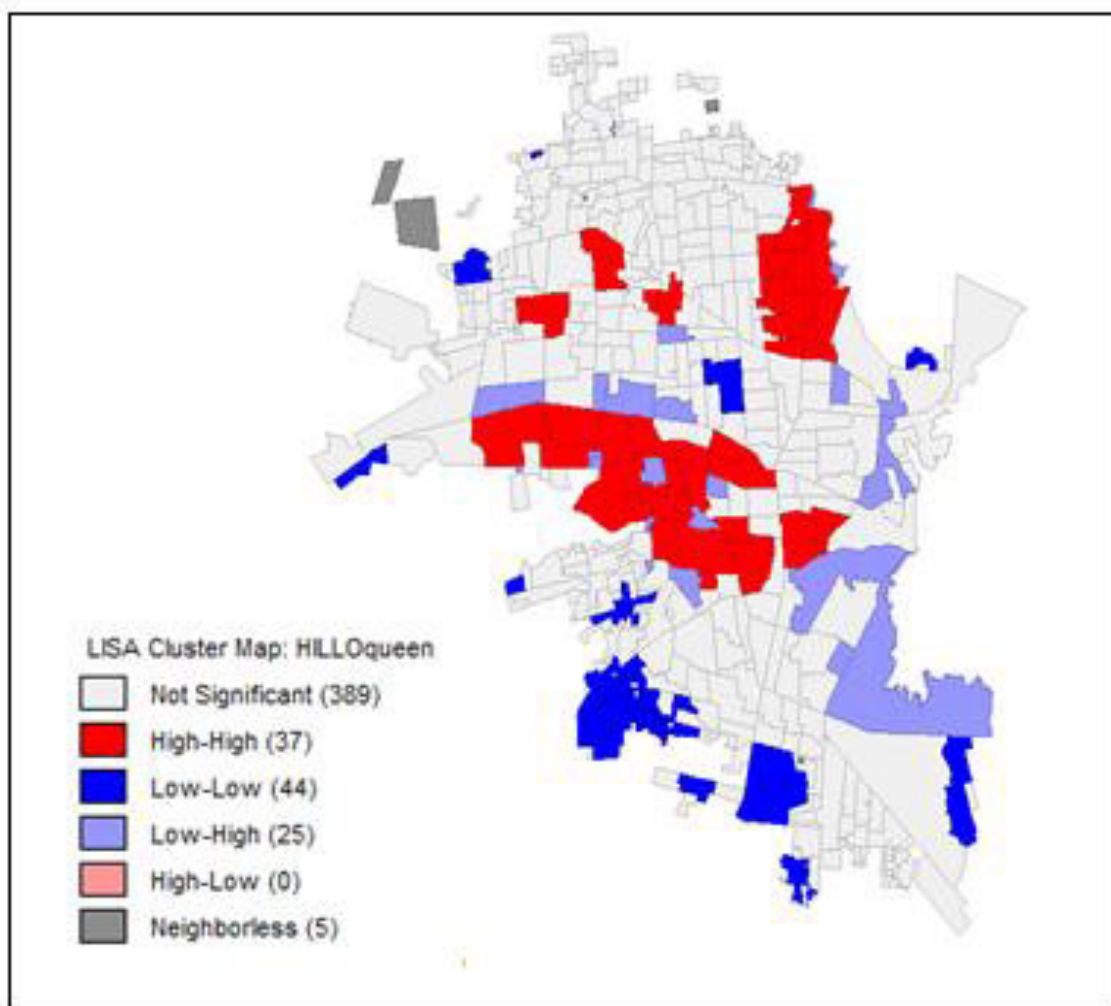 LISA Cluster Map: HILLOqueen
Not Significant (389)
High-High (37)
Low-Low (44)
Low-High (25)
High-Low (0)
Neighborless (5)